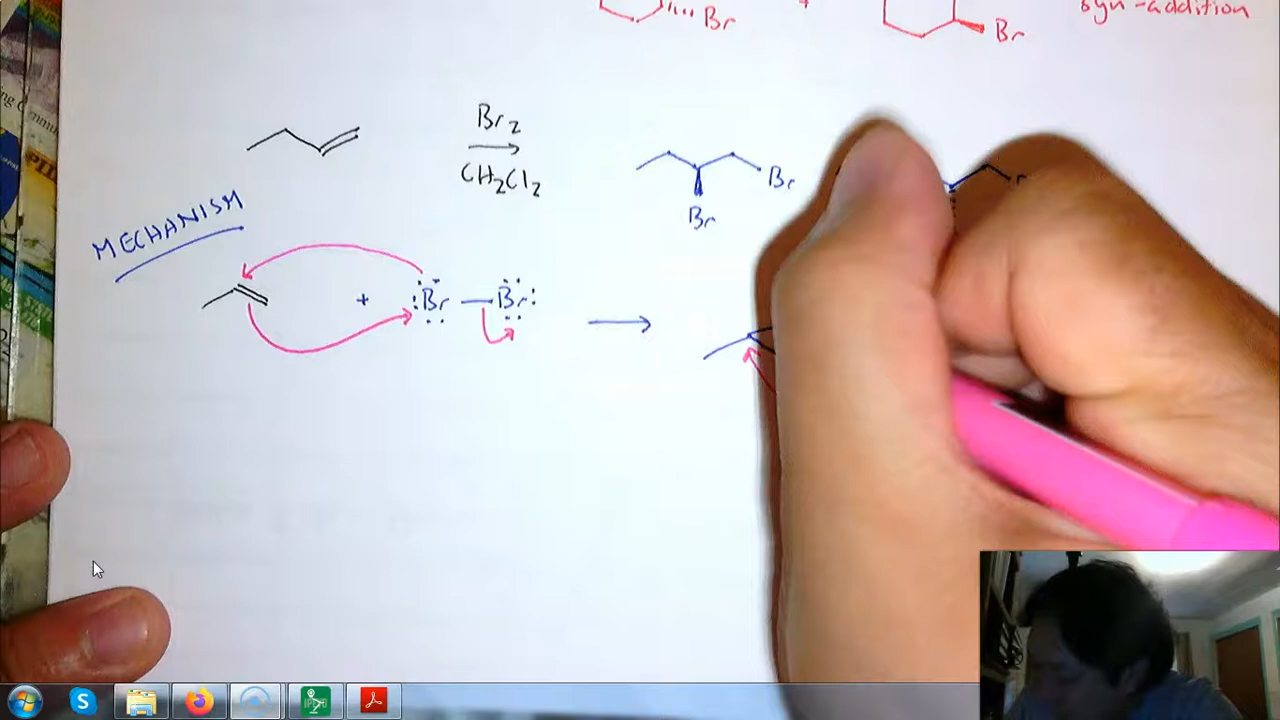 Br
Br
syn-addition
Br2
CH2Cl2
Br
Br
MECHANISM
+
:Br — Br: